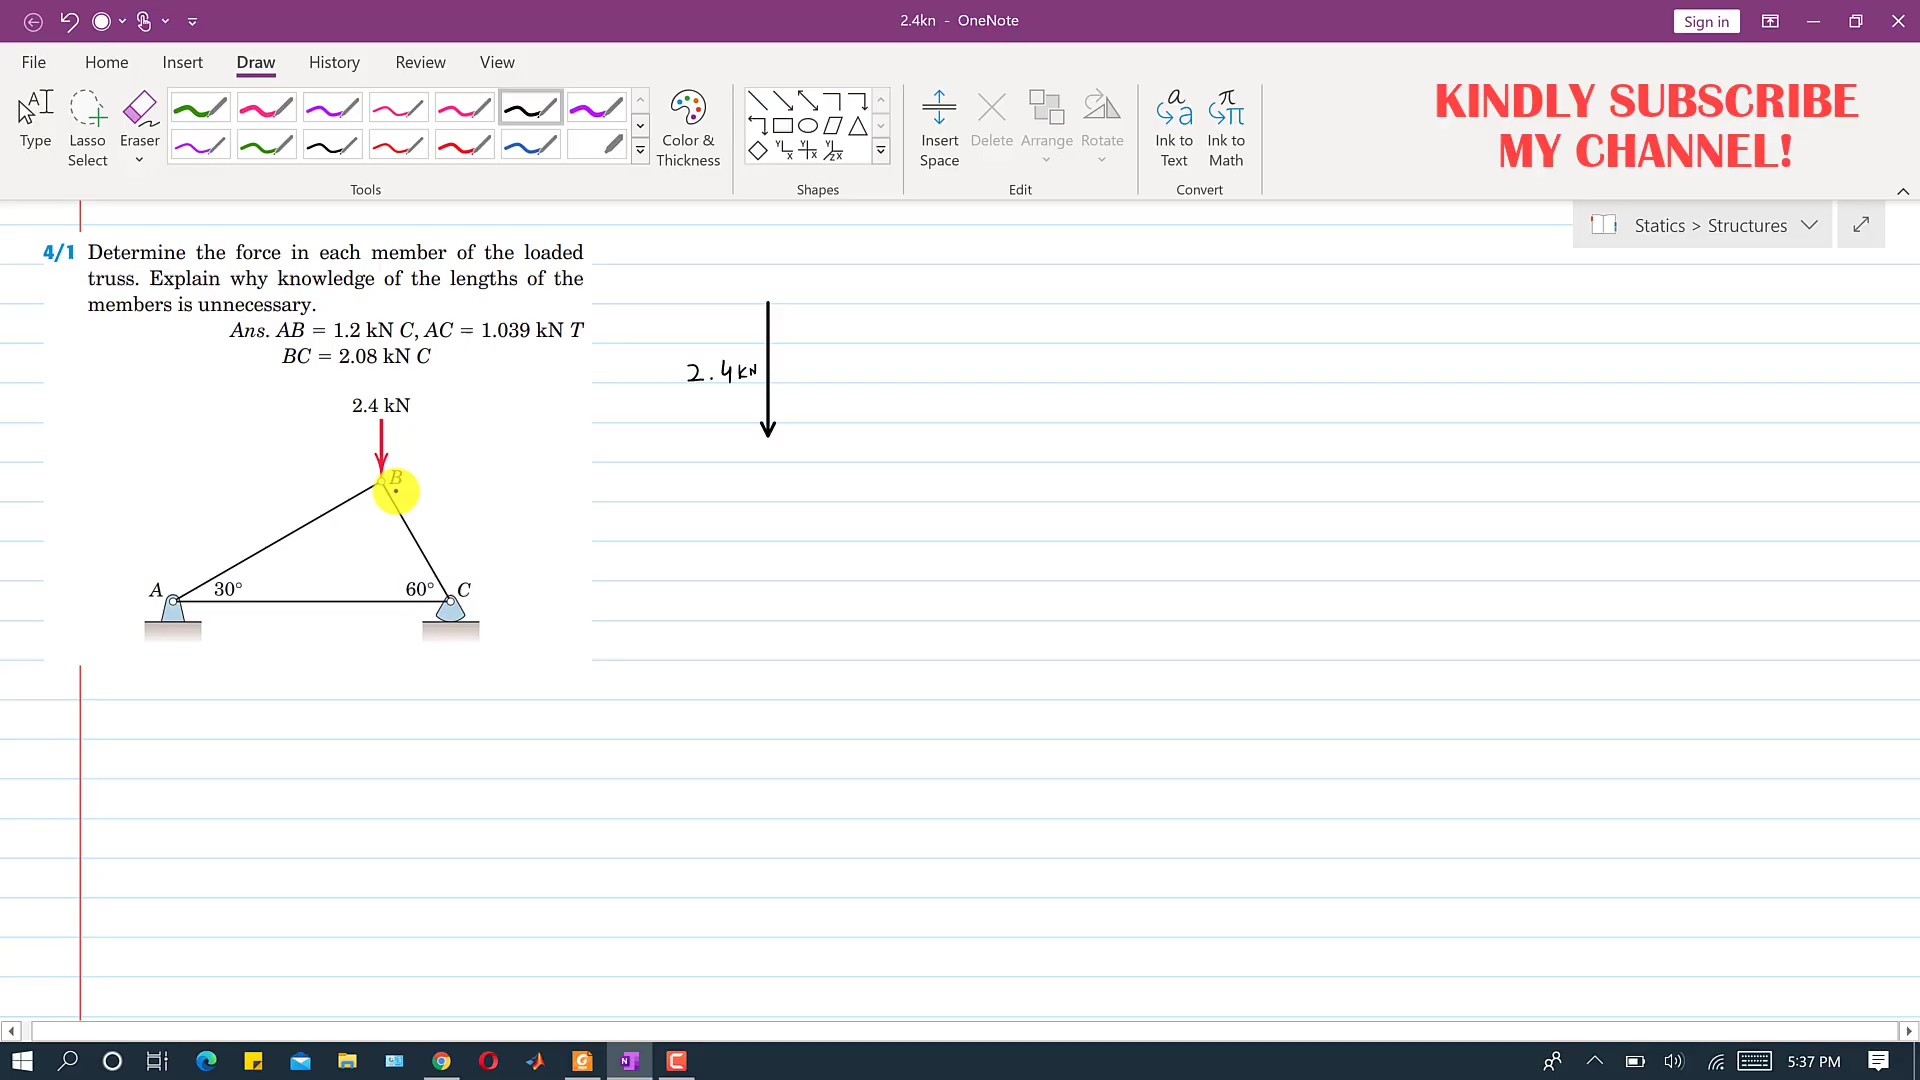 2.4kn - OneNote
Sign in
File Home Insert Draw History Review View
KINDLY SUBSCRIBE
MY CHANNEL!
Type
Lasso Select
Eraser
Color & Thickness
Insert Space
Delete
Arrange
Rotate
Ink to Text
Ink to Math
Tools
Shapes
Edit
Convert
Statics > Structures
4/1 Determine the force in each member of the loaded
truss. Explain why knowledge of the lengths of the
members is unnecessary.
Ans. AB = 1.2 kN C, AC = 1.039 kN T
BC = 2.08 kN C
2.4 kN
2.4 kN
B
A 30° 60° C
5:37 PM